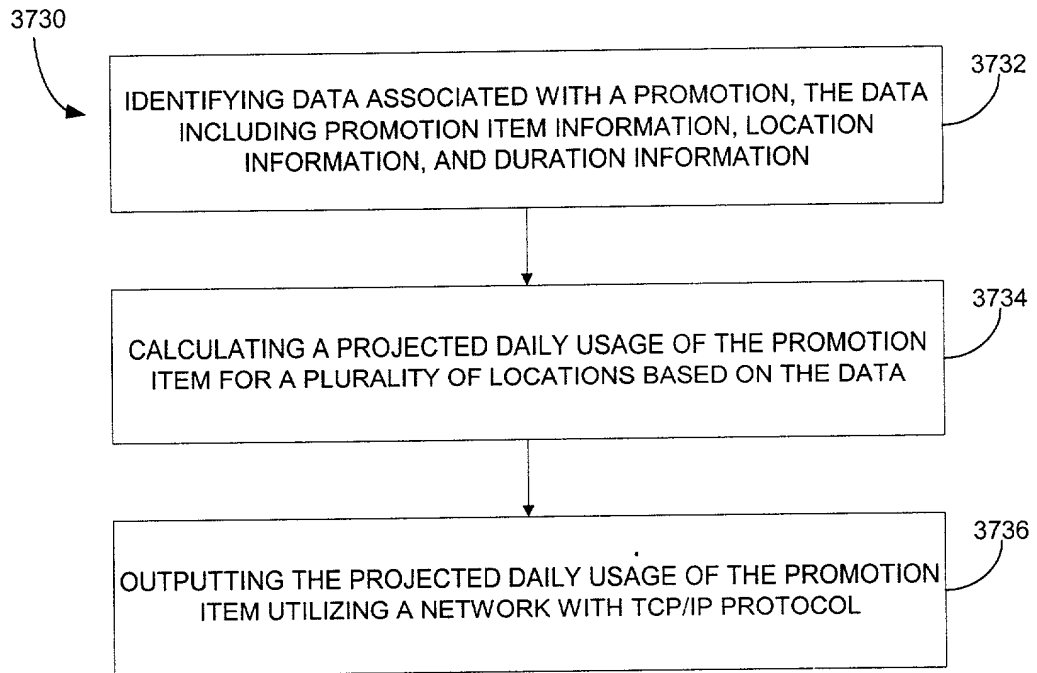 3730
3732
IDENTIFYING DATA ASSOCIATED WITH A PROMOTION, THE DATA
INCLUDING PROMOTION ITEM INFORMATION, LOCATION
INFORMATION, AND DURATION INFORMATION
3734
CALCULATING A PROJECTED DAILY USAGE OF THE PROMOTION
ITEM FOR A PLURALITY OF LOCATIONS BASED ON THE DATA
3736
OUTPUTTING THE PROJECTED DAILY USAGE OF THE PROMOTION
ITEM UTILIZING A NETWORK WITH TCP/IP PROTOCOL